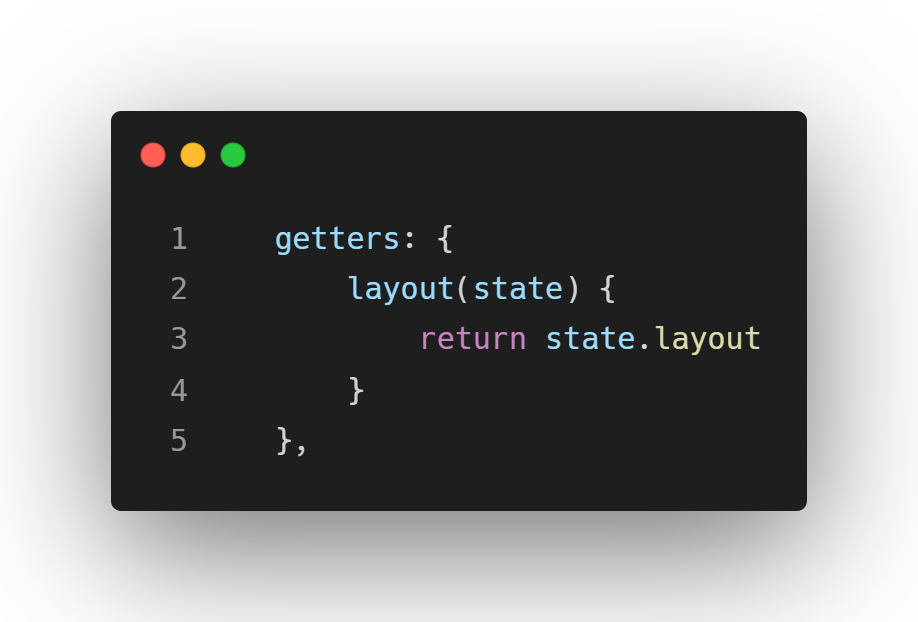 1 getters: {
2 layout(state) {
3 return state.layout
4 }
5 },